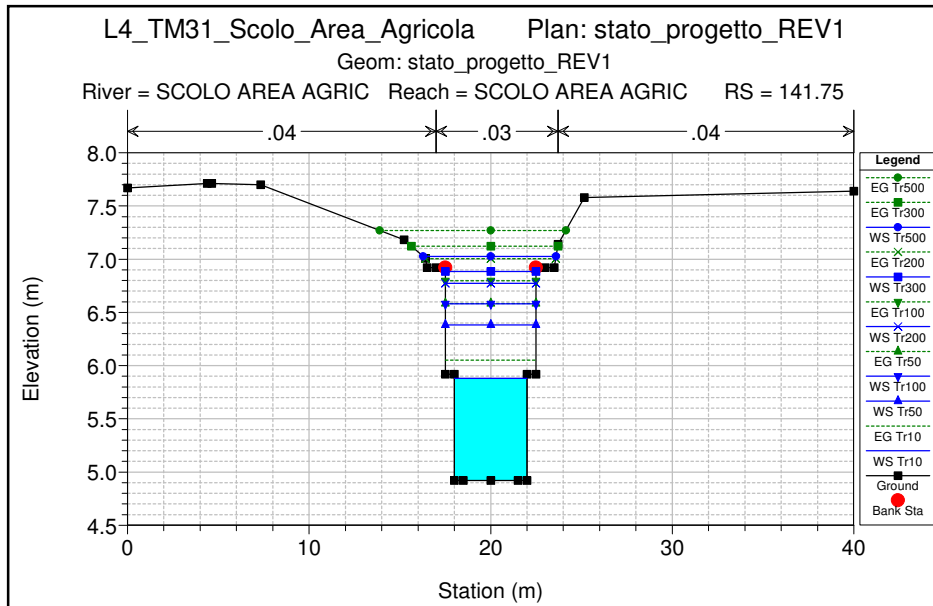 L4_TM31_Scolo_Area_Agricola Plan: stato_progetto_REV1
Geom: stato_progetto_REV1
River = SCOLO AREA AGRIC Reach = SCOLO AREA AGRIC RS = 141.75
.04 .03 .04
8.0
7.5
7.0
6.5
6.0
5.5
5.0
4.5
Elevation (m)
0 10 20 30 40
Station (m)
Legend
EG Tr500
EG Tr300
WS Tr500
EG Tr200
WS Tr300
EG Tr100
WS Tr200
EG Tr50
WS Tr100
WS Tr50
EG Tr10
WS Tr10
Ground
Bank Sta